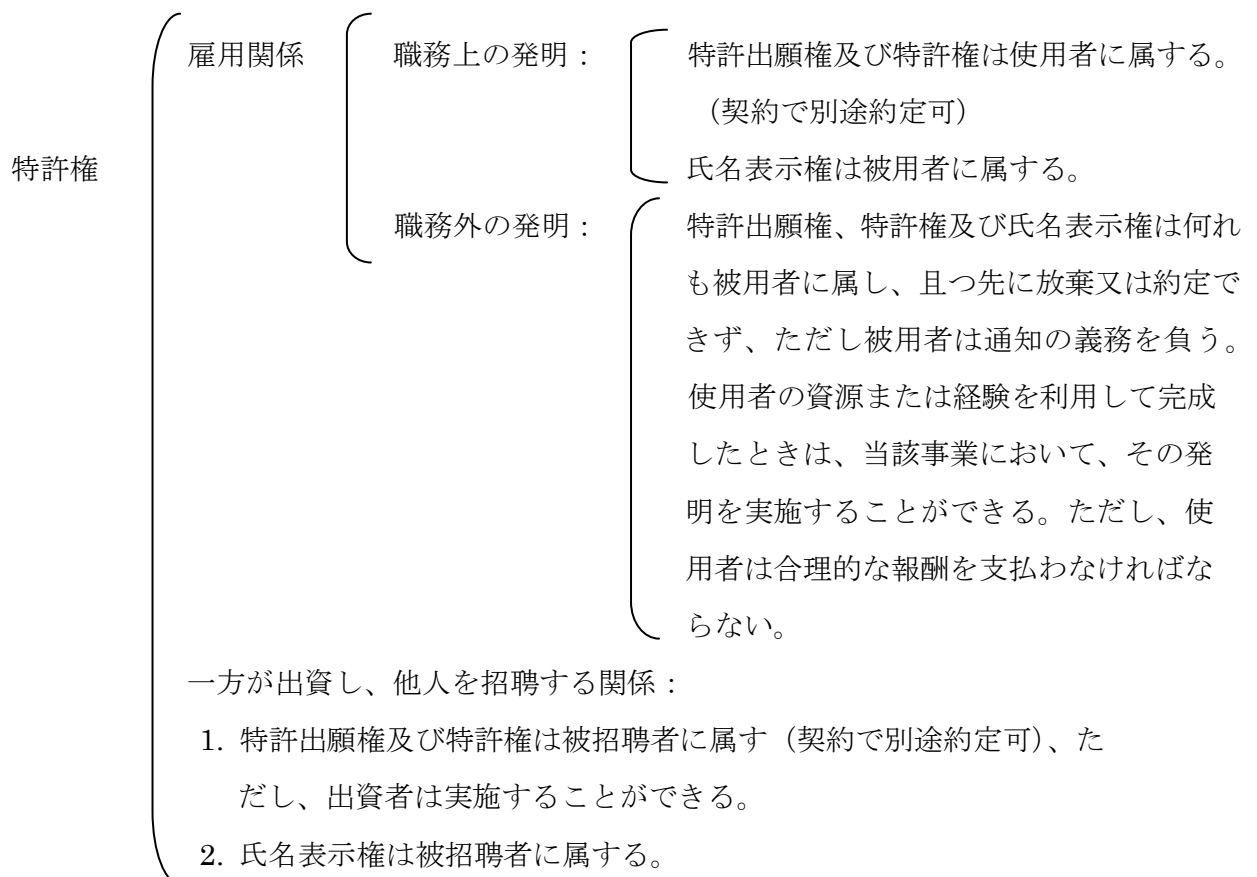 特許権
雇用関係
職務上の発明：
特許出願権及び特許権は使用者に属する。
（契約で別途約定可）
氏名表示権は被用者に属する。
職務外の発明：
特許出願権、特許権及び氏名表示権は何れ
も被用者に属し、且つ先に放棄又は約定で
きず、ただし被用者は通知の義務を負う。
使用者の資源または経験を利用して完成
したときは、当該事業において、その発
明を実施することができる。ただし、使
用者は合理的な報酬を支払わなければな
らない。
一方が出資し、他人を招聘する関係：
1. 特許出願権及び特許権は被招聘者に属す（契約で別途約定可）、た
だし、出資者は実施することができる。
2. 氏名表示権は被招聘者に属する。